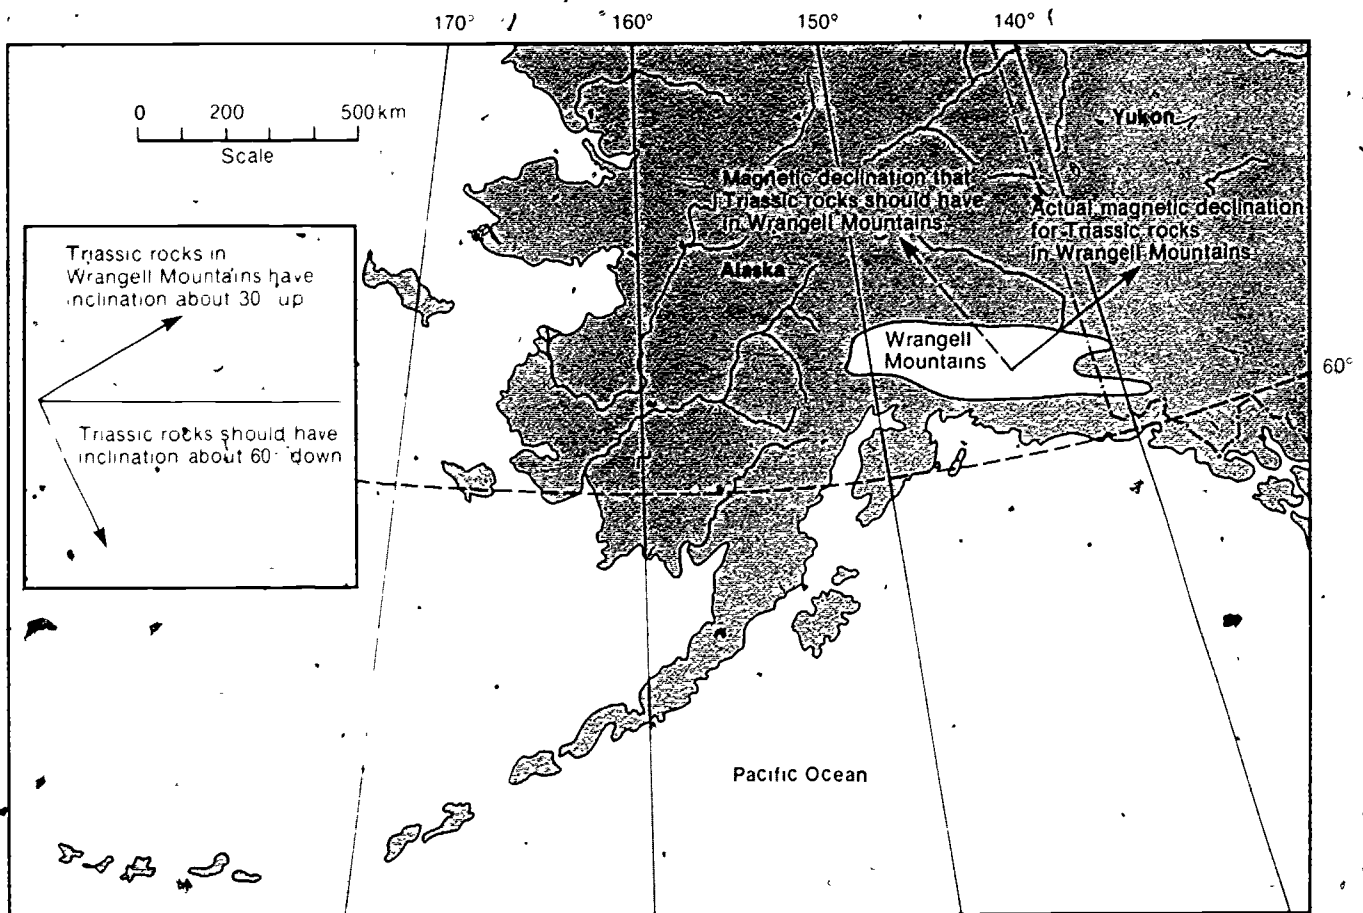 170° 160° 150° 140°
0 200 500 km
Scale
Yukon
Magnetic declination that
Triassic rocks should have
in Wrangell Mountains
Actual magnetic declination
for Triassic rocks
in Wrangell Mountains
Triassic rocks in
Wrangell Mountains have
inclination about 30 up
Alaska
Wrangell
Mountains
60°
Triassic rocks should have
inclination about 60° down
Pacific Ocean